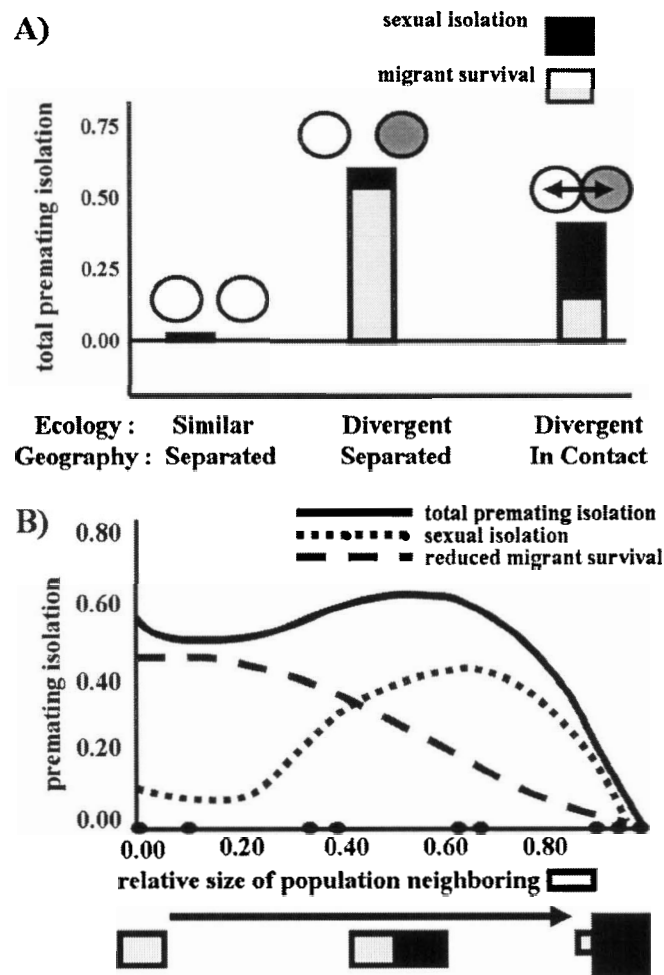 A)
sexual isolation
migrant survival
total premating isolation
0.75
0.50
0.25
0.00
Ecology : Similar Divergent Divergent
Geography : Separated Separated In Contact
B)
total premating isolation
sexual isolation
reduced migrant survival
premating isolation
0.80
0.60
0.40
0.20
0.00
0.00 0.20 0.40 0.60 0.80
relative size of population neighboring